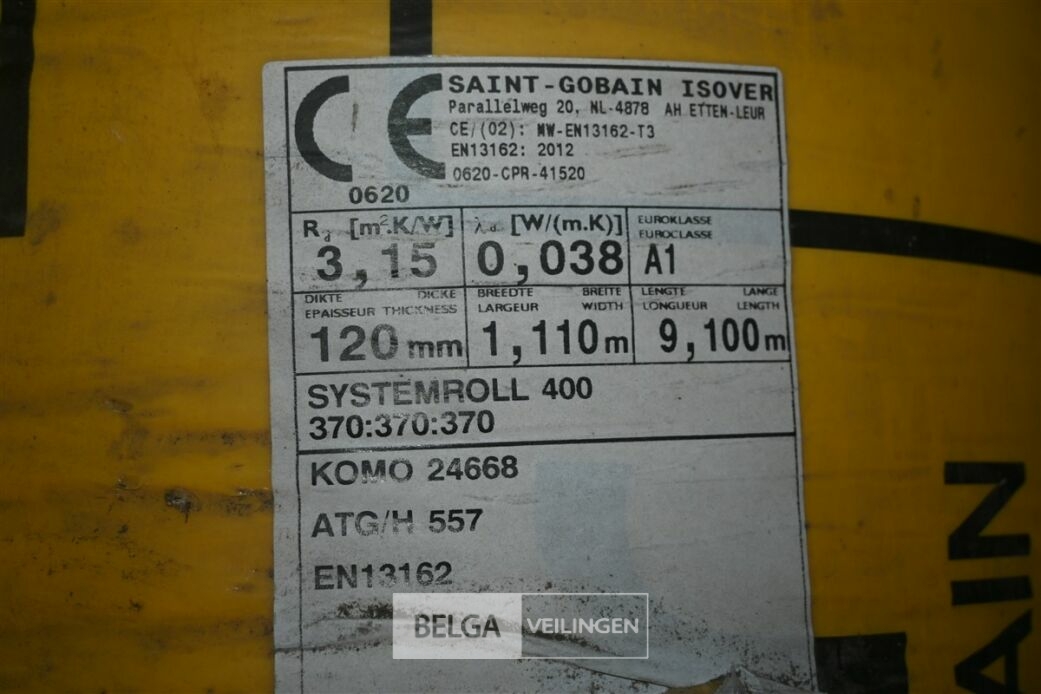 CE
0620
SAINT-GOBAIN ISOVER
Parallelweg 20, NL-4878 AH ETTEN-LEUR
CE/(02): MW-EN13162-T3
EN13162: 2012
0620-CPR-41520
Rd [m².K/W]
3,15
λd [W/(m.K)]
0,038
EUROKLASSE
EUROCLASSE
A1
DIKTE DICKE
EPAISSEUR THICKNESS
120 mm
BREEDTE BREITE
LARGEUR WIDTH
1,110 m
LENGTE LANGE
LONGUEUR LENGTH
9,100 m
SYSTEMROLL 400
370:370:370
KOMO 24668
ATG/H 557
EN13162
BELGA VEILINGEN
AIN